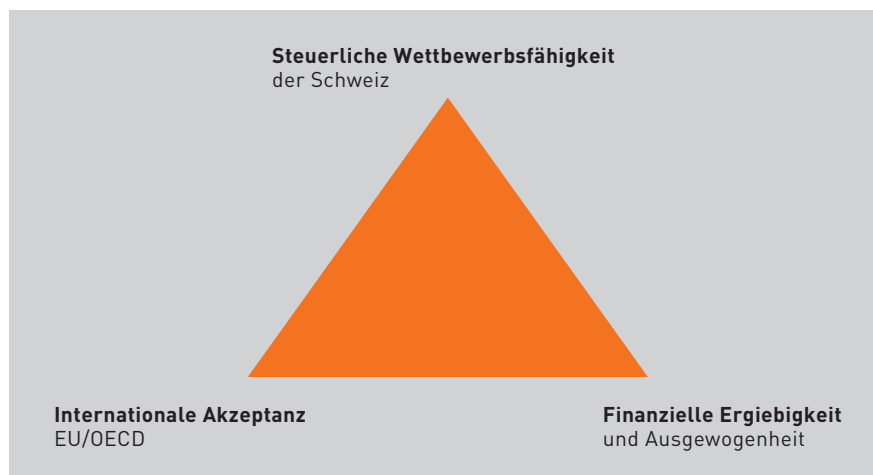 Steuerliche Wettbewerbsfähigkeit
der Schweiz
Internationale Akzeptanz
EU/OECD
Finanzielle Ergiebigkeit
und Ausgewogenheit